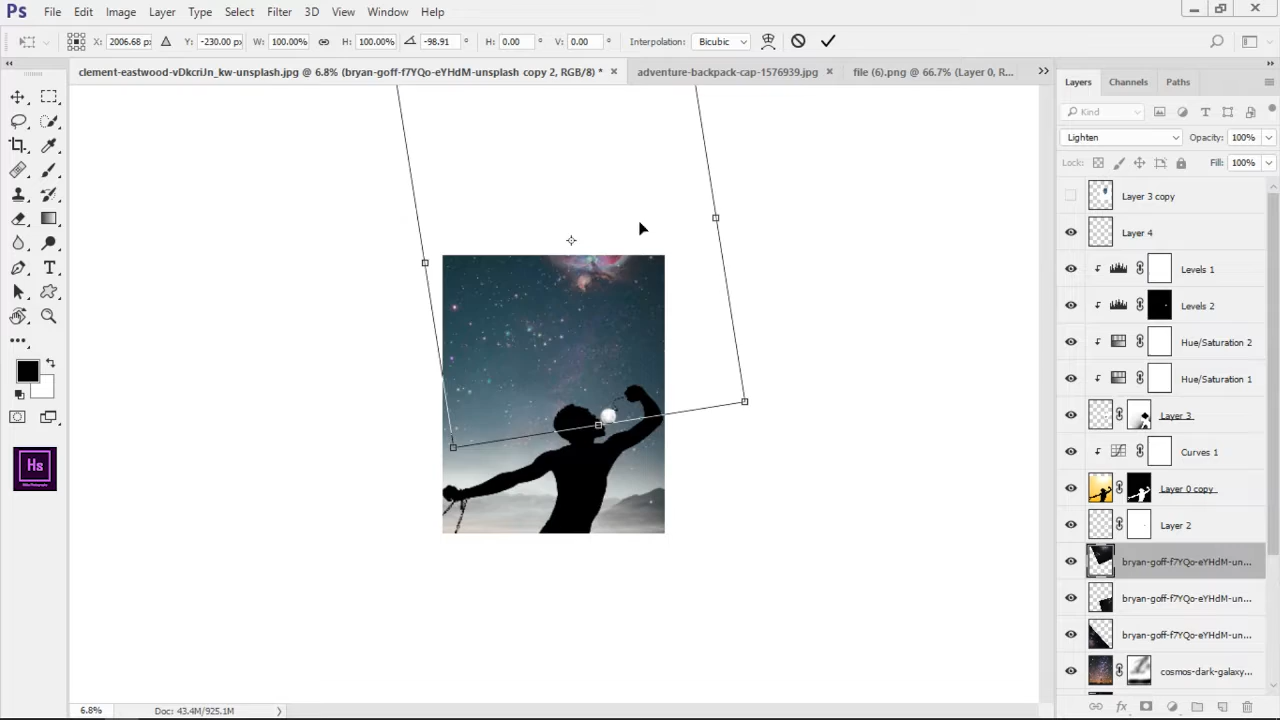 Ps File Edit Image Layer Type Select Filter 3D View Window Help
X: 2006.68 px Y: -230.00 px W: 100.00% H: 100.00% -98.91 ° H: 0.00 ° V: 0.00 ° Interpolation: Bicubic
clement-eastwood-vDkcriJn_kw-unsplash.jpg @ 6.8% (bryan-goff-f7YQo-eYHdM-unsplash copy 2, RGB/8) * adventure-backpack-cap-1576939.jpg file (6).png @ 66.7% (Layer 0, R...
Layers Channels Paths
Kind
Lighten Opacity: 100%
Lock: Fill: 100%
Layer 3 copy
Layer 4
Levels 1
Levels 2
Hue/Saturation 2
Hue/Saturation 1
Layer 3
Curves 1
Layer 0 copy
Layer 2
bryan-goff-f7YQo-eYHdM-un...
bryan-goff-f7YQo-eYHdM-un...
bryan-goff-f7YQo-eYHdM-un...
cosmos-dark-galaxy...
Hs
6.8% Doc: 43.4M/925.1M